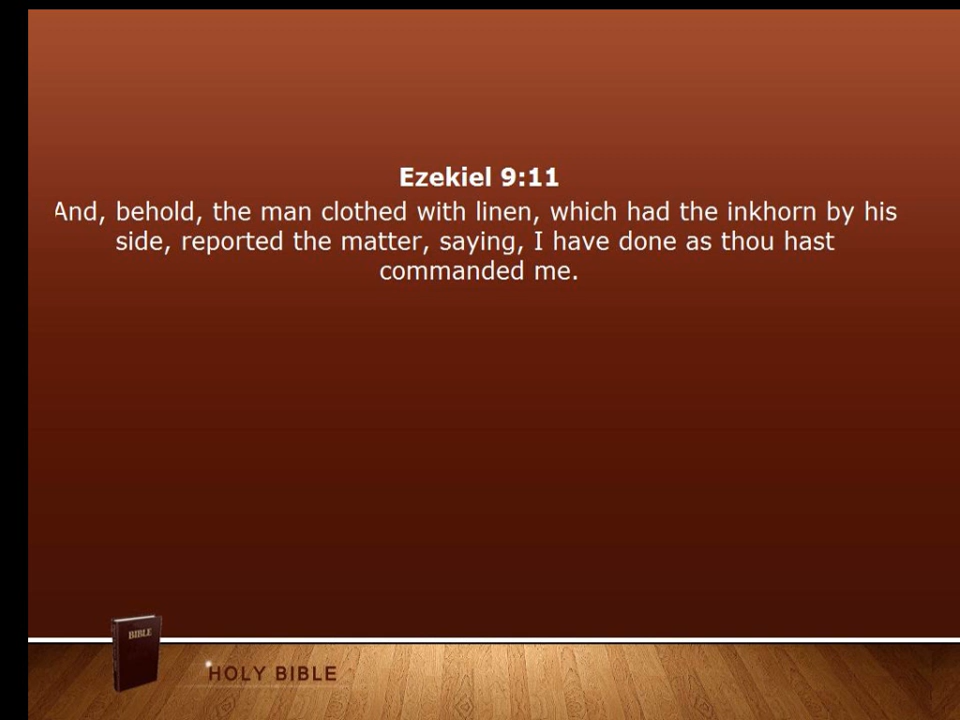 Ezekiel 9:11
And, behold, the man clothed with linen, which had the inkhorn by his
side, reported the matter, saying, I have done as thou hast
commanded me.
BIBLE
HOLY BIBLE